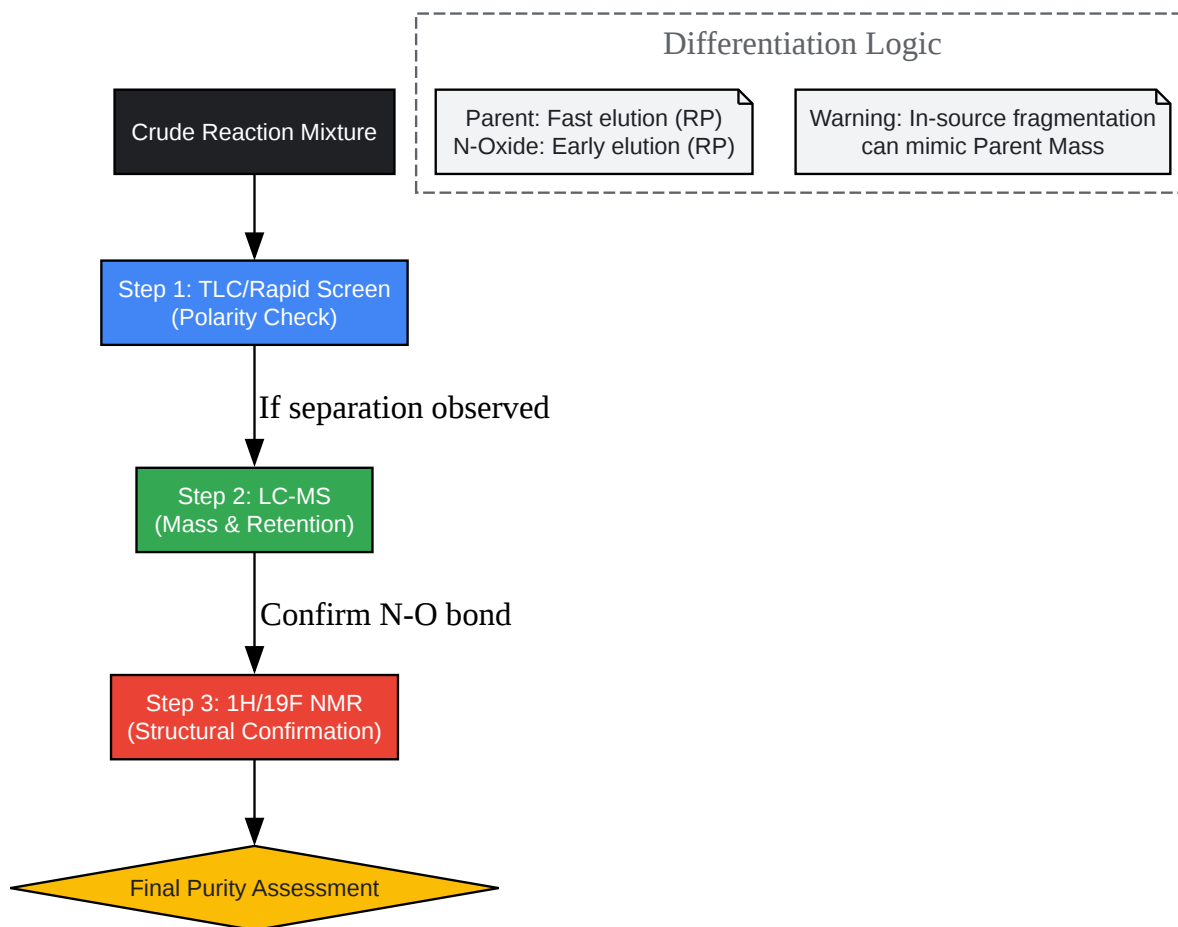 Differentiation Logic
Crude Reaction Mixture
Parent: Fast elution (RP)
N-Oxide: Early elution (RP)
Warning: In-source fragmentation
can mimic Parent Mass
Step 1: TLC/Rapid Screen
(Polarity Check)
If separation observed
Step 2: LC-MS
(Mass & Retention)
Confirm N-O bond
Step 3: 1H/19F NMR
(Structural Confirmation)
Final Purity Assessment